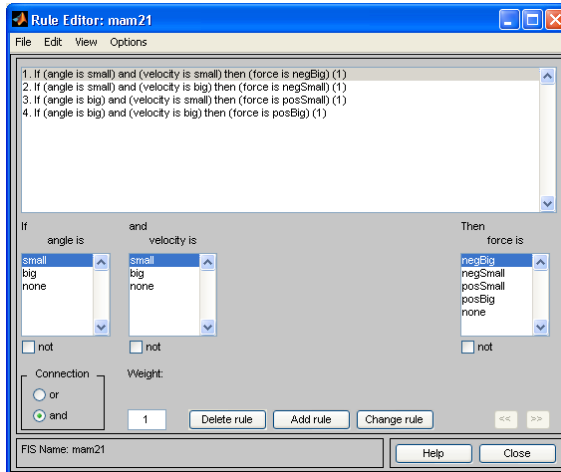 Rule Editor: mam21
File Edit View Options
1. If (angle is small) and (velocity is small) then (force is negBig) (1)
2. If (angle is small) and (velocity is big) then (force is negSmall) (1)
3. If (angle is big) and (velocity is small) then (force is posSmall) (1)
4. If (angle is big) and (velocity is big) then (force is posBig) (1)
If and Then
angle is velocity is force is
small small negBig
big big negSmall
none none posSmall
posBig
none
not not not
Connection Weight:
or
and 1 Delete rule Add rule Change rule << >>
FIS Name: mam21 Help Close